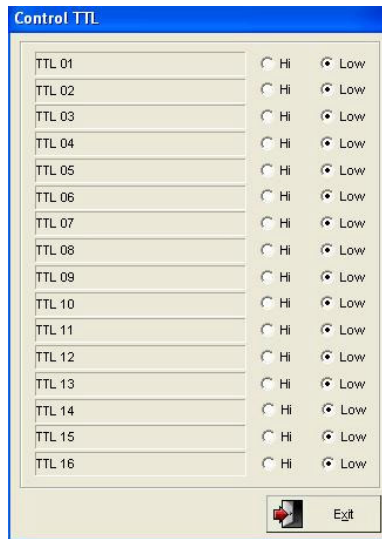 Control TTL
TTL 01 Hi Low
TTL 02 Hi Low
TTL 03 Hi Low
TTL 04 Hi Low
TTL 05 Hi Low
TTL 06 Hi Low
TTL 07 Hi Low
TTL 08 Hi Low
TTL 09 Hi Low
TTL 10 Hi Low
TTL 11 Hi Low
TTL 12 Hi Low
TTL 13 Hi Low
TTL 14 Hi Low
TTL 15 Hi Low
TTL 16 Hi Low
Exit